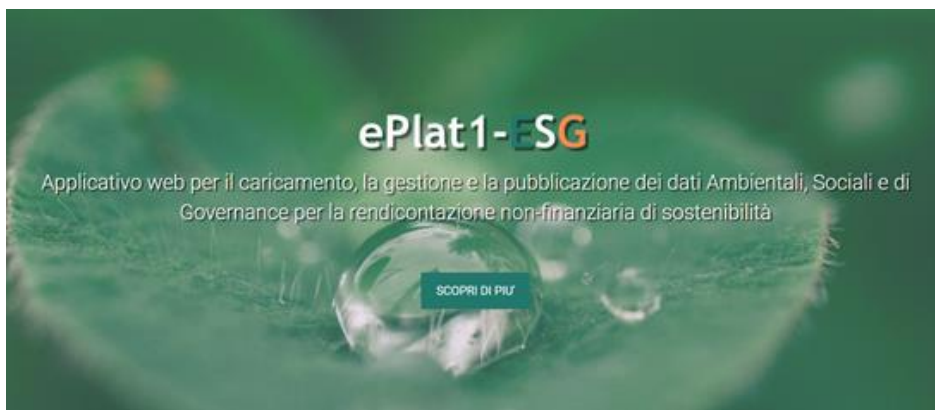 ePlat1-ESG
Applicativo web per il caricamento, la gestione e la pubblicazione dei dati Ambientali, Sociali e di
Governance per la rendicontazione non-finanziaria di sostenibilità
SCOPRI DI PIU'